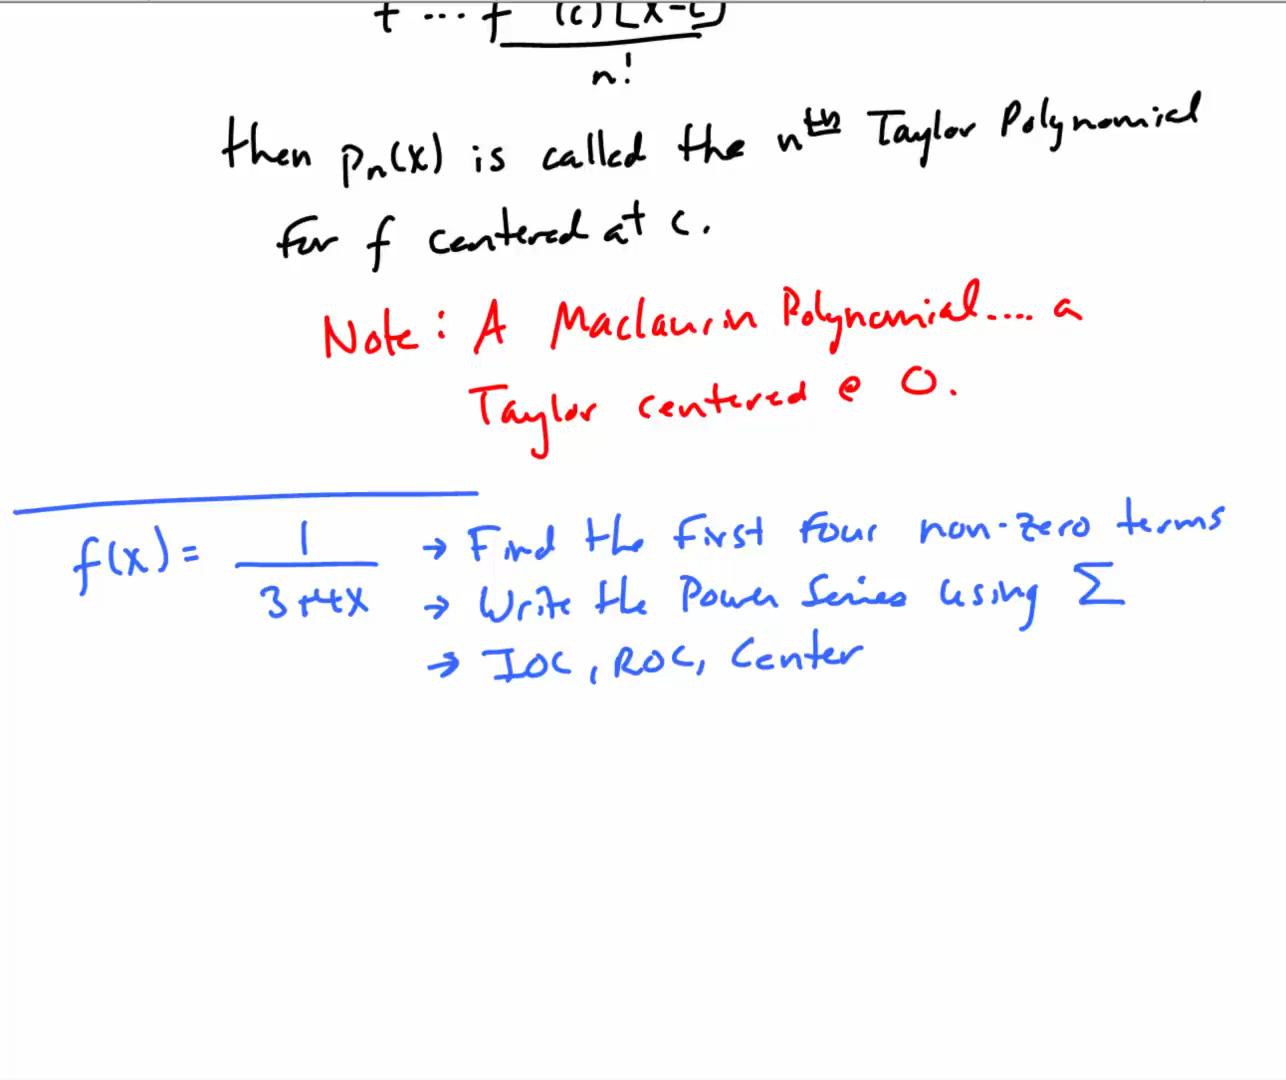 + ... f (c) [x-c]
n!
then Pn(x) is called the nth Taylor Polynomial
for f centered at c.
Note: A Maclaurin Polynomial.... a
Taylor centered @ 0.
f(x) = 1 → Find the first four non-zero terms
3+4x → Write the Power Series using Σ
→ IOC, ROC, Center